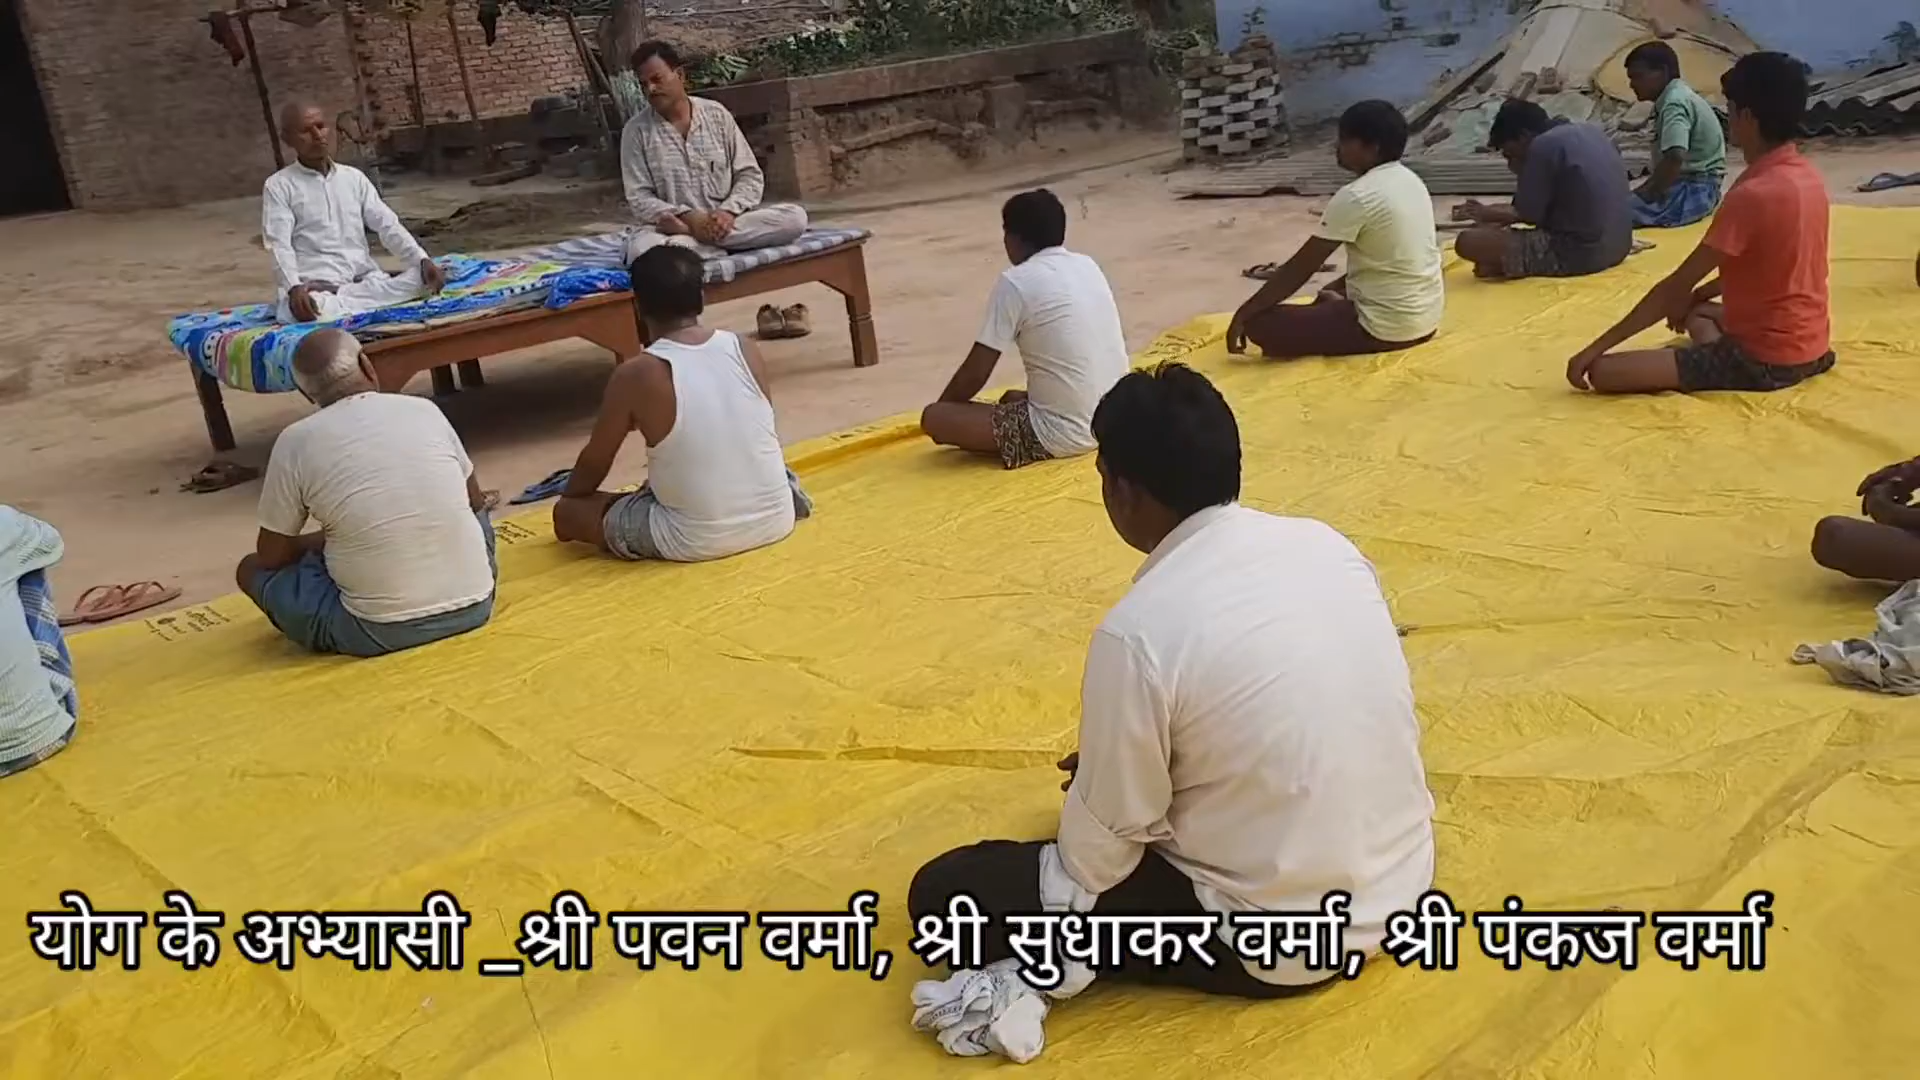 योग के अभ्यासी _श्री पवन वर्मा, श्री सुधाकर वर्मा, श्री पंकज वर्मा